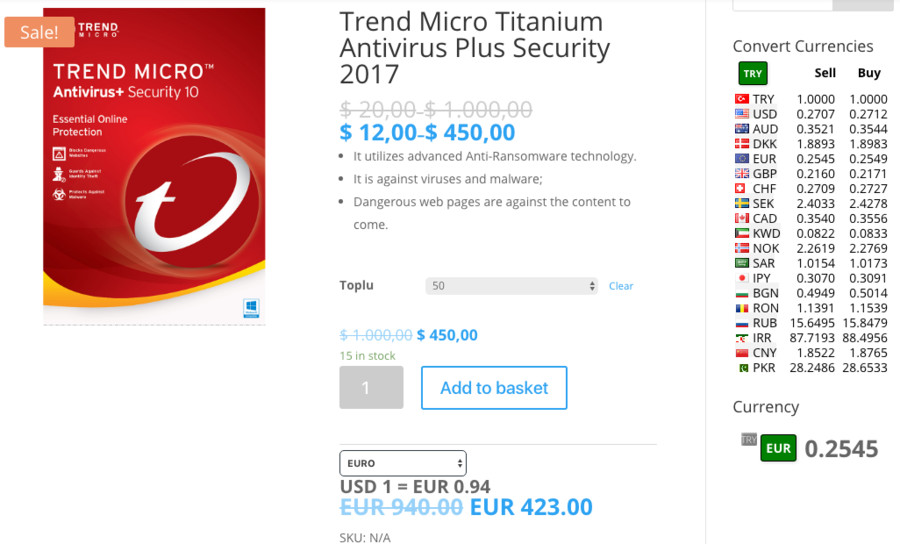 Sale!
TREND
MICRO
TREND MICRO™
Antivirus+ Security 10
Essential Online
Protection
Blocks Dangerous
Websites
Guards Against
Identity Theft
Protects Against
Malware
Windows
Trend Micro Titanium
Antivirus Plus Security
2017
$ 20,00-$ 1.000,00
$ 12,00-$ 450,00
• It utilizes advanced Anti-Ransomware technology.
• It is against viruses and malware;
• Dangerous web pages are against the content to
come.
Toplu 50 Clear
$ 1.000,00 $ 450,00
15 in stock
1 Add to basket
EURO
USD 1 = EUR 0.94
EUR 940.00 EUR 423.00
SKU: N/A
Convert Currencies
TRY Sell Buy
TRY 1.0000 1.0000
USD 0.2707 0.2712
AUD 0.3521 0.3544
DKK 1.8893 1.8983
EUR 0.2545 0.2549
GBP 0.2160 0.2171
CHF 0.2709 0.2727
SEK 2.4033 2.4278
CAD 0.3540 0.3556
KWD 0.0822 0.0833
NOK 2.2619 2.2769
SAR 1.0154 1.0173
JPY 0.3070 0.3091
BGN 0.4949 0.5014
RON 1.1391 1.1539
RUB 15.6495 15.8479
IRR 87.7193 88.4956
CNY 1.8522 1.8765
PKR 28.2486 28.6533
Currency
TRY EUR 0.2545